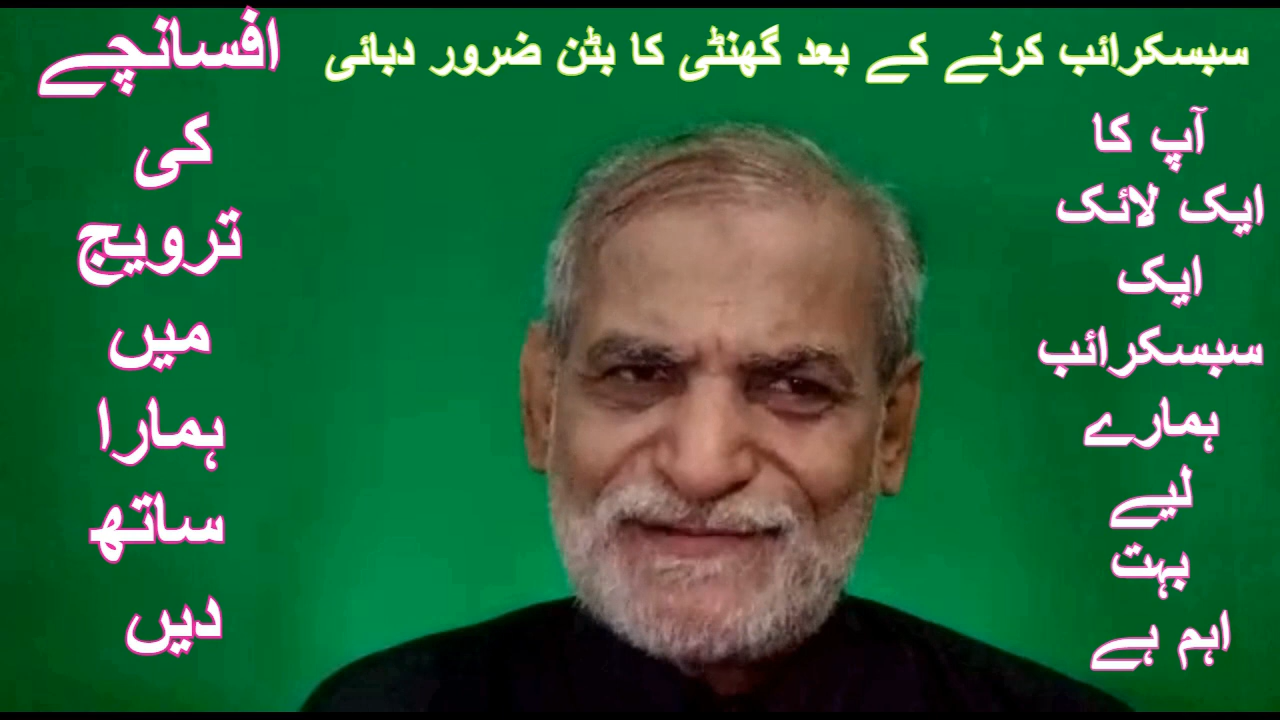 سبسکرائب کرنے کے بعد گھنٹی کا بٹن ضرور دبائی
آپ کا
ایک لائک
ایک
سبسکرائب
ہمارے
لیے
بہت
اہم ہے
افسانچے
کی
ترویج
میں
ہمارا
ساتھ
دیں